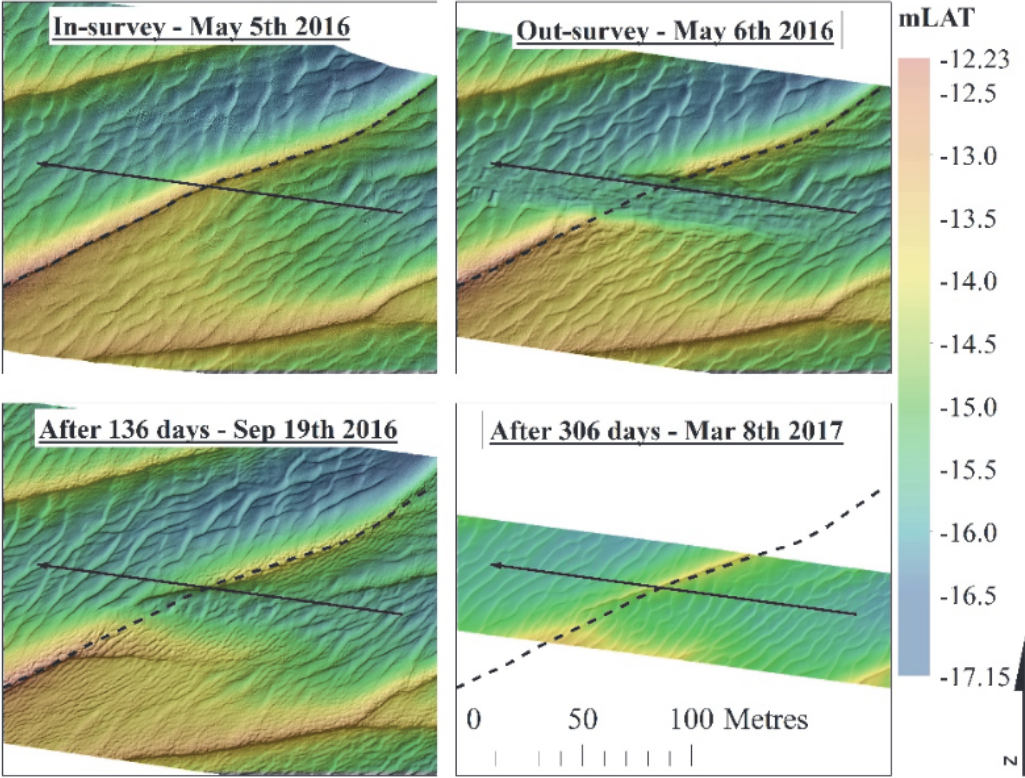 In-survey - May 5th 2016
Out-survey - May 6th 2016
mLAT
-12.23
-12.5
-13.0
-13.5
-14.0
-14.5
-15.0
-15.5
-16.0
-16.5
-17.15
After 136 days - Sep 19th 2016
After 306 days - Mar 8th 2017
0 50 100 Metres
N